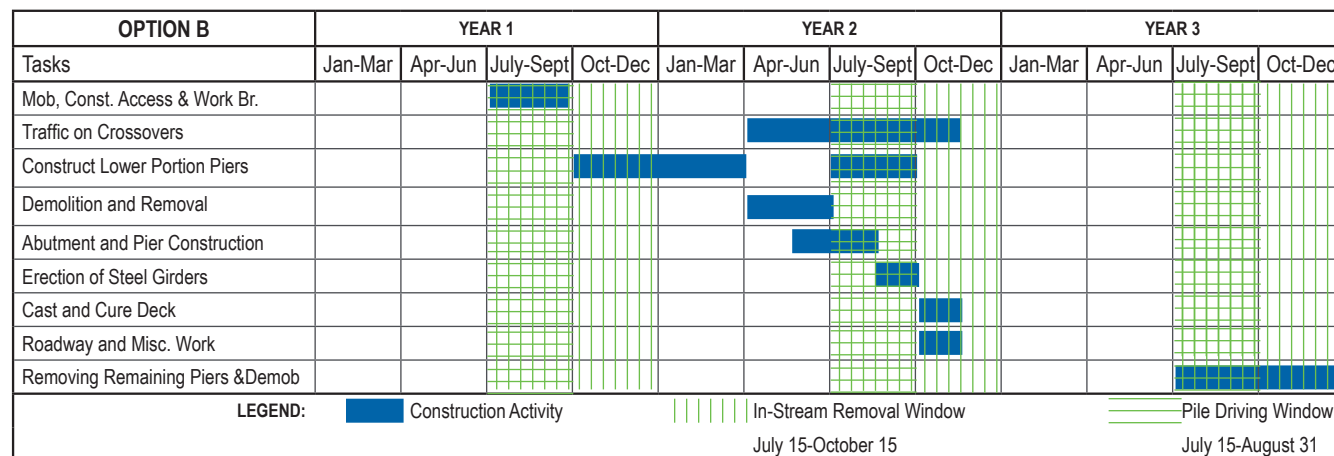 OPTION B YEAR 1 YEAR 2 YEAR 3
Tasks Jan-Mar Apr-Jun July-Sept Oct-Dec Jan-Mar Apr-Jun July-Sept Oct-Dec Jan-Mar Apr-Jun July-Sept Oct-Dec
Mob, Const. Access & Work Br.
Traffic on Crossovers
Construct Lower Portion Piers
Demolition and Removal
Abutment and Pier Construction
Erection of Steel Girders
Cast and Cure Deck
Roadway and Misc. Work
Removing Remaining Piers &Demob
LEGEND: Construction Activity In-Stream Removal Window Pile Driving Window
July 15-October 15 July 15-August 31